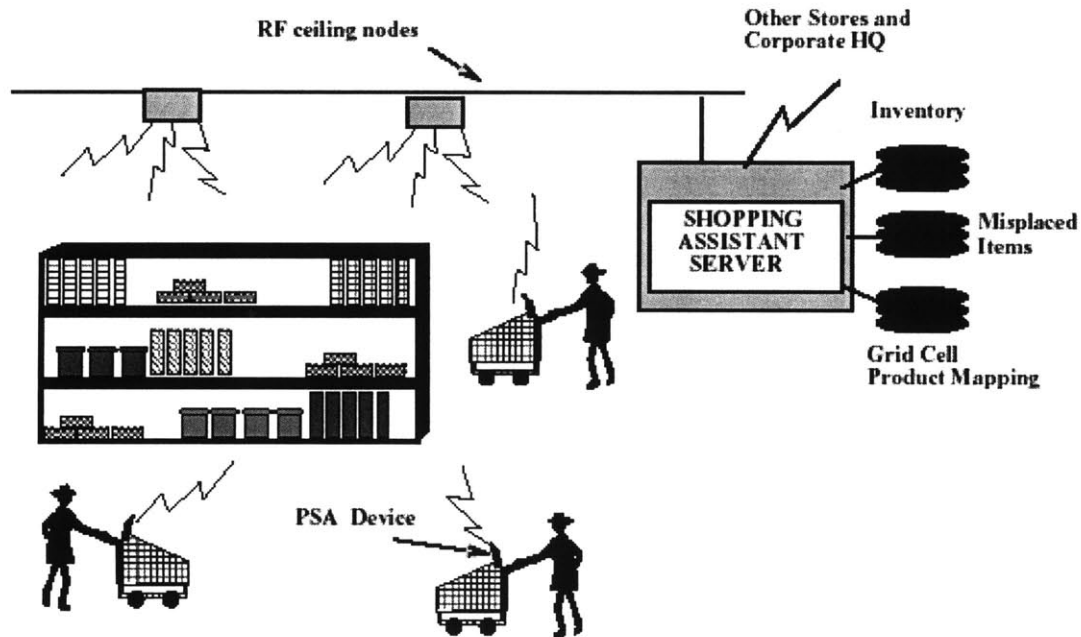 RF ceiling nodes
Other Stores and
Corporate HQ
Inventory
SHOPPING
ASSISTANT
SERVER
Misplaced
Items
Grid Cell
Product Mapping
PSA Device